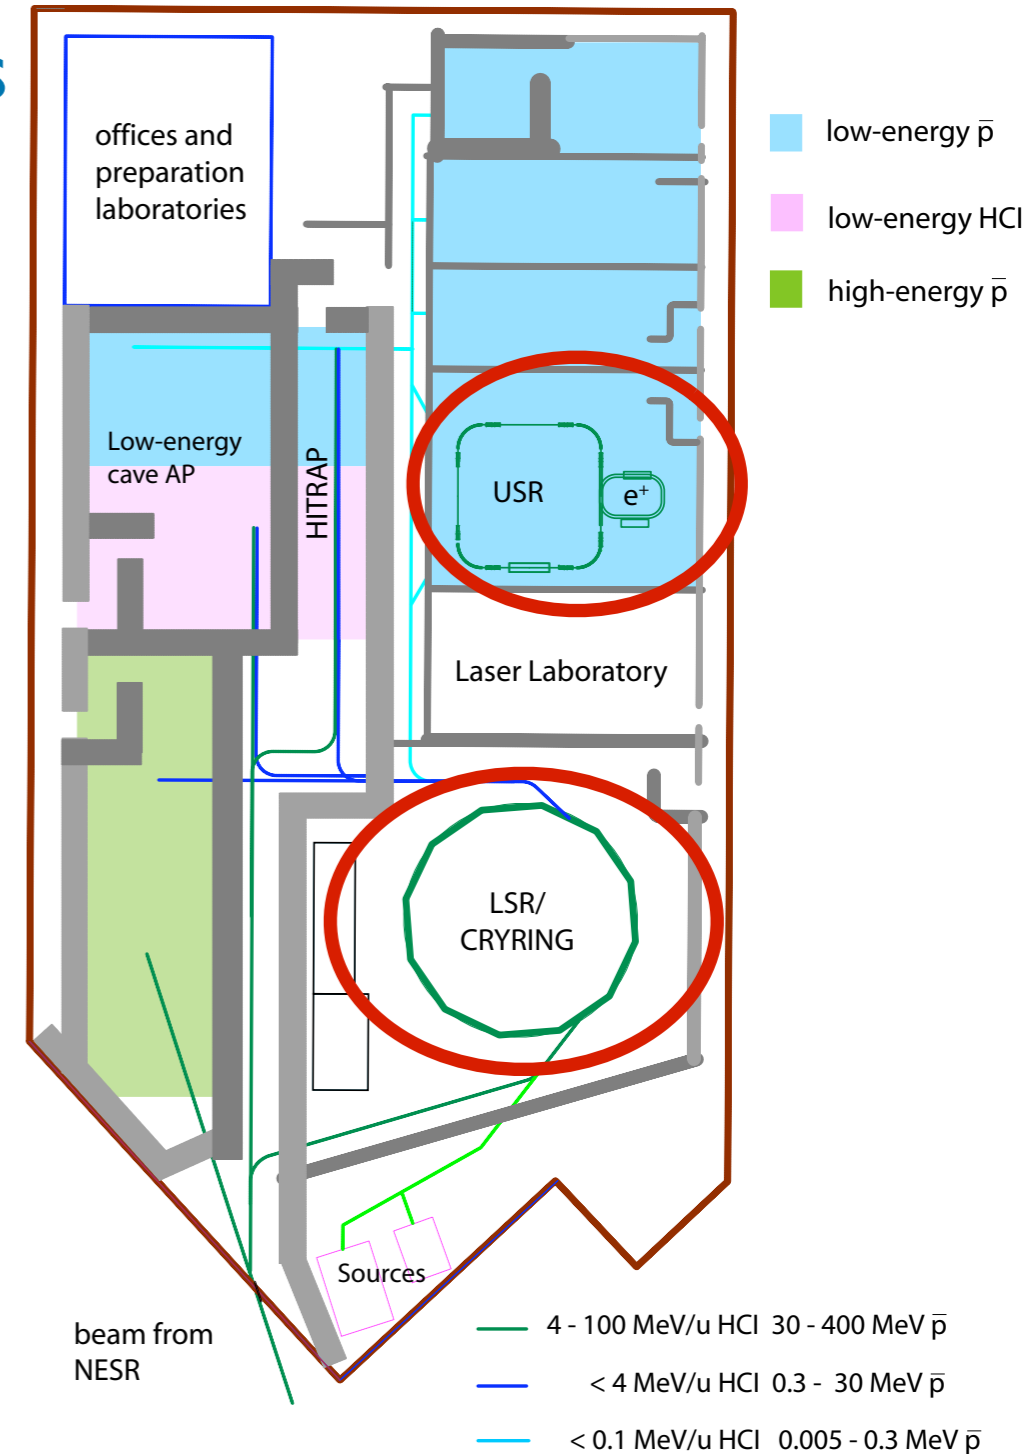 s
offices and
preparation
laboratories
low-energy p̅
low-energy HCI
high-energy p̅
Low-energy
cave AP
HITRAP
USR
e⁺
Laser Laboratory
LSR/
CRYRING
Sources
beam from
NESR
4 - 100 MeV/u HCI 30 - 400 MeV p̅
< 4 MeV/u HCI 0.3 - 30 MeV p̅
< 0.1 MeV/u HCI 0.005 - 0.3 MeV p̅